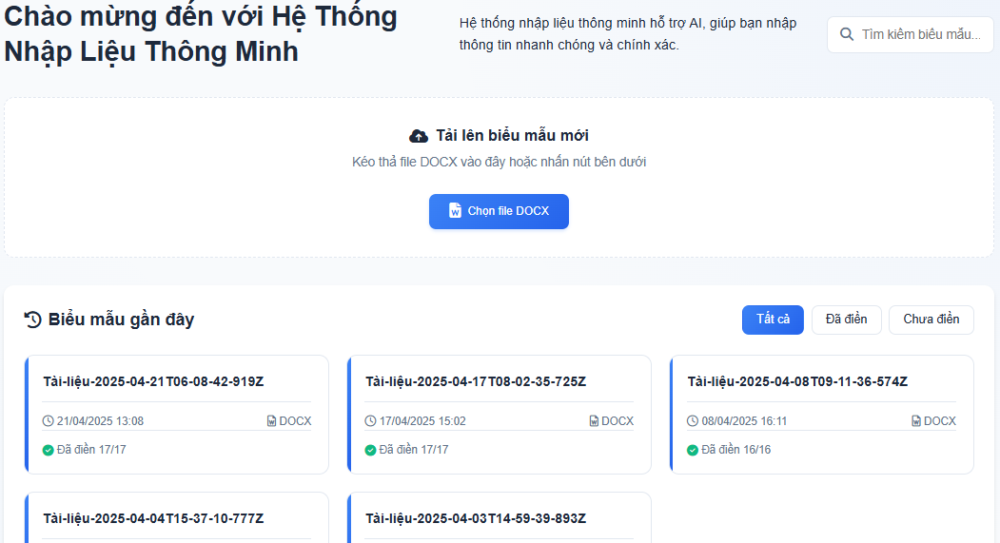 Chào mừng đến với Hệ Thống
Nhập Liệu Thông Minh
Hệ thống nhập liệu thông minh hỗ trợ AI, giúp bạn nhập
thông tin nhanh chóng và chính xác.
Tìm kiếm biểu mẫu...
Tải lên biểu mẫu mới
Kéo thả file DOCX vào đây hoặc nhấn nút bên dưới
Chọn file DOCX
Biểu mẫu gần đây
Tất cả
Đã điền
Chưa điền
Tài-liệu-2025-04-21T06-08-42-919Z
21/04/2025 13:08
DOCX
Đã điền 17/17
Tài-liệu-2025-04-17T08-02-35-725Z
17/04/2025 15:02
DOCX
Đã điền 17/17
Tài-liệu-2025-04-08T09-11-36-574Z
08/04/2025 16:11
DOCX
Đã điền 16/16
Tài-liệu-2025-04-04T15-37-10-777Z
Tài-liệu-2025-04-03T14-59-39-893Z